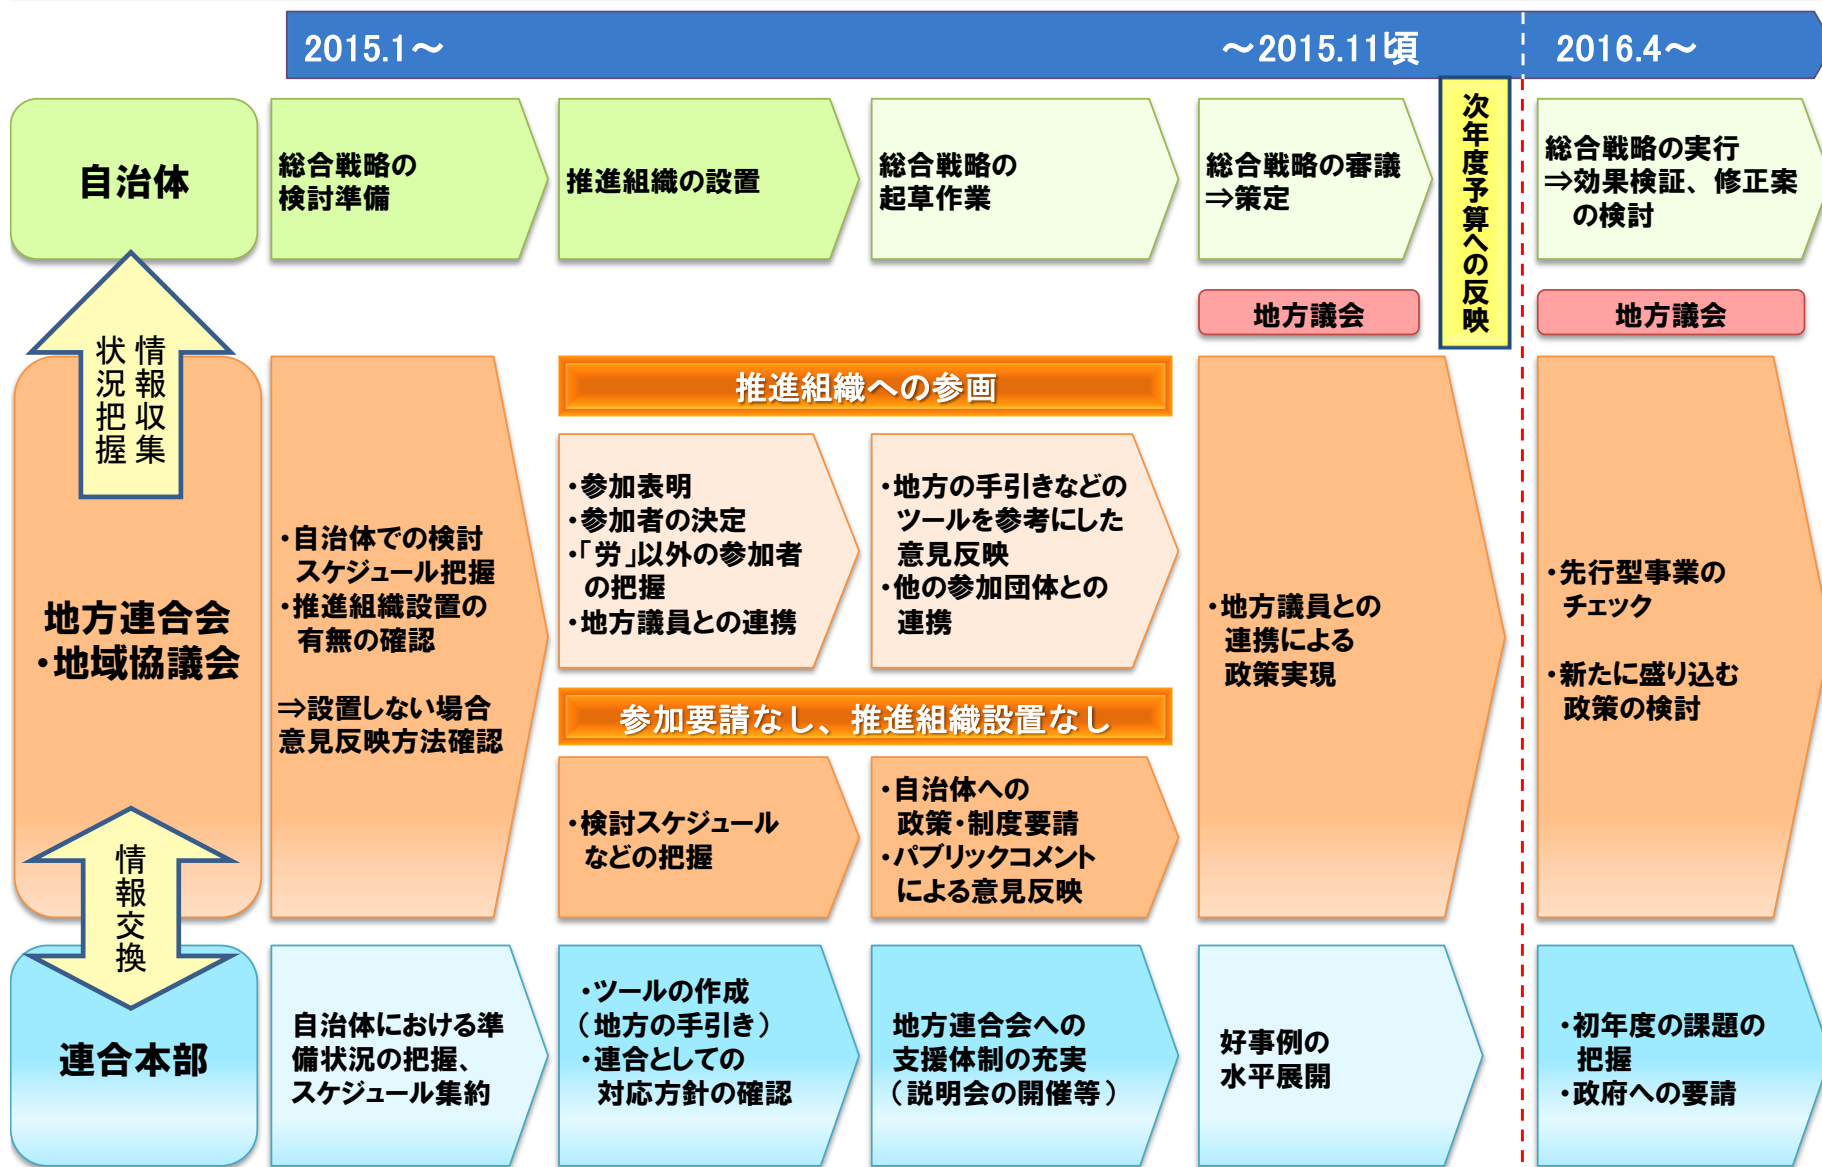 2015.1～
～2015.11頃
2016.4～
自治体
総合戦略の
検討準備
推進組織の設置
総合戦略の
起草作業
総合戦略の審議
⇒策定
次年度予算への反映
総合戦略の実行
⇒効果検証、修正案
の検討
地方議会
地方議会
情報収集
状況把握
地方連合会
・地域協議会
・自治体での検討
スケジュール把握
・推進組織設置の
有無の確認
⇒設置しない場合
意見反映方法確認
推進組織への参画
・参加表明
・参加者の決定
・「労」以外の参加者
の把握
・地方議員との連携
・地方の手引きなどの
ツールを参考にした
意見反映
・他の参加団体との
連携
参加要請なし、推進組織設置なし
・検討スケジュール
などの把握
・自治体への
政策・制度要請
・パブリックコメント
による意見反映
・地方議員との
連携による
政策実現
・先行型事業の
チェック
・新たに盛り込む
政策の検討
情報交換
連合本部
自治体における準
備状況の把握、
スケジュール集約
・ツールの作成
（地方の手引き）
・連合としての
対応方針の確認
地方連合会への
支援体制の充実
（説明会の開催等）
好事例の
水平展開
・初年度の課題の
把握
・政府への要請